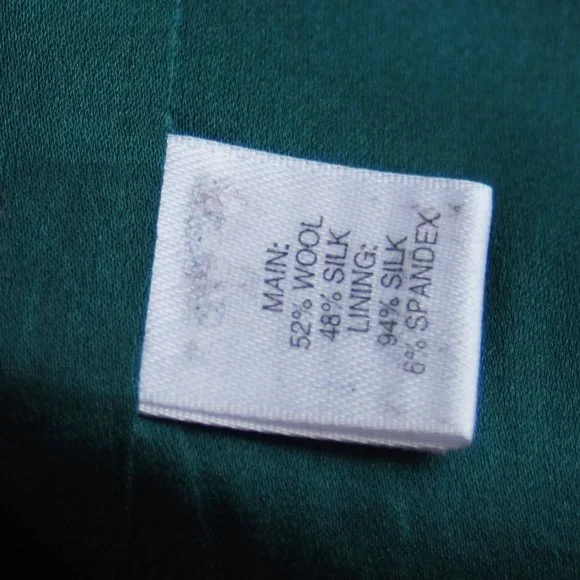 MAIN:
52% WOOL
48% SILK
LINING:
94% SILK
6% SPANDEX